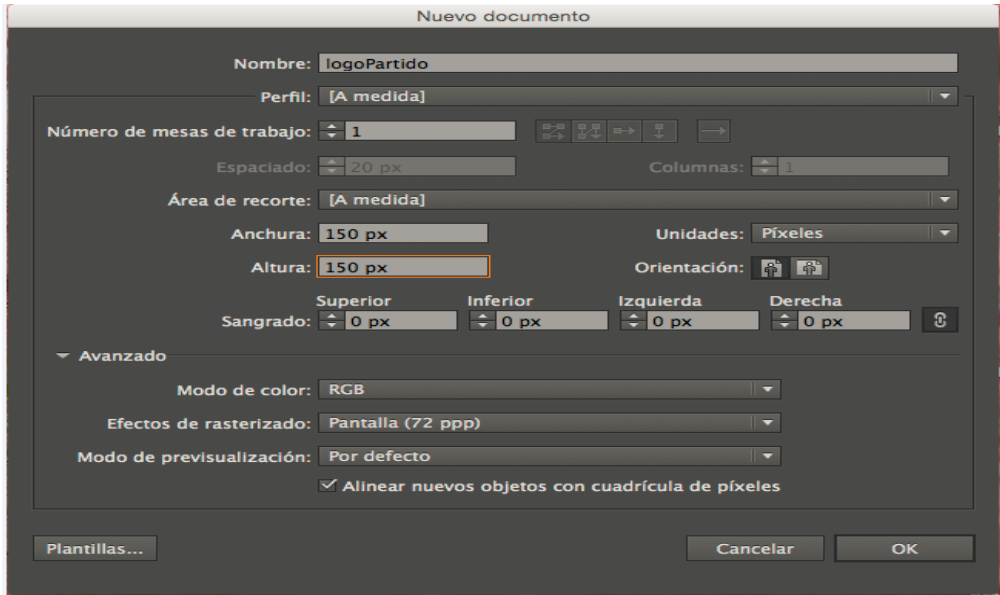 Nuevo documento
Nombre: logoPartido
Perfil: [A medida]
Número de mesas de trabajo: 1
Espaciado: 20 px Columnas: 1
Área de recorte: [A medida]
Anchura: 150 px Unidades: Píxeles
Altura: 150 px Orientación:
Superior Inferior Izquierda Derecha
Sangrado: 0 px 0 px 0 px 0 px
Avanzado
Modo de color: RGB
Efectos de rasterizado: Pantalla (72 ppp)
Modo de previsualización: Por defecto
Alinear nuevos objetos con cuadrícula de píxeles
Plantillas... Cancelar OK